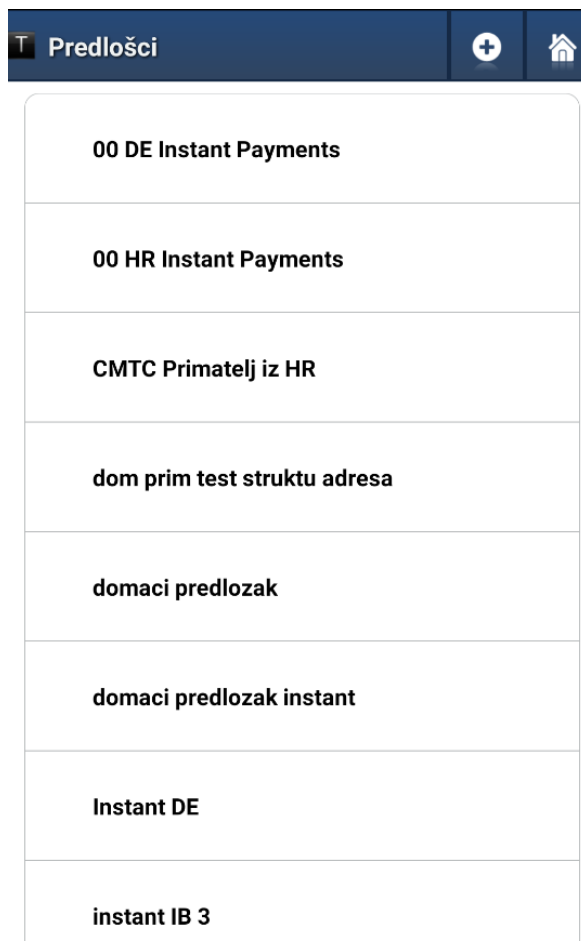 T Predlošci
00 DE Instant Payments
00 HR Instant Payments
CMTC Primatelj iz HR
dom prim test struktu adresa
domaci predlozak
domaci predlozak instant
Instant DE
instant IB 3